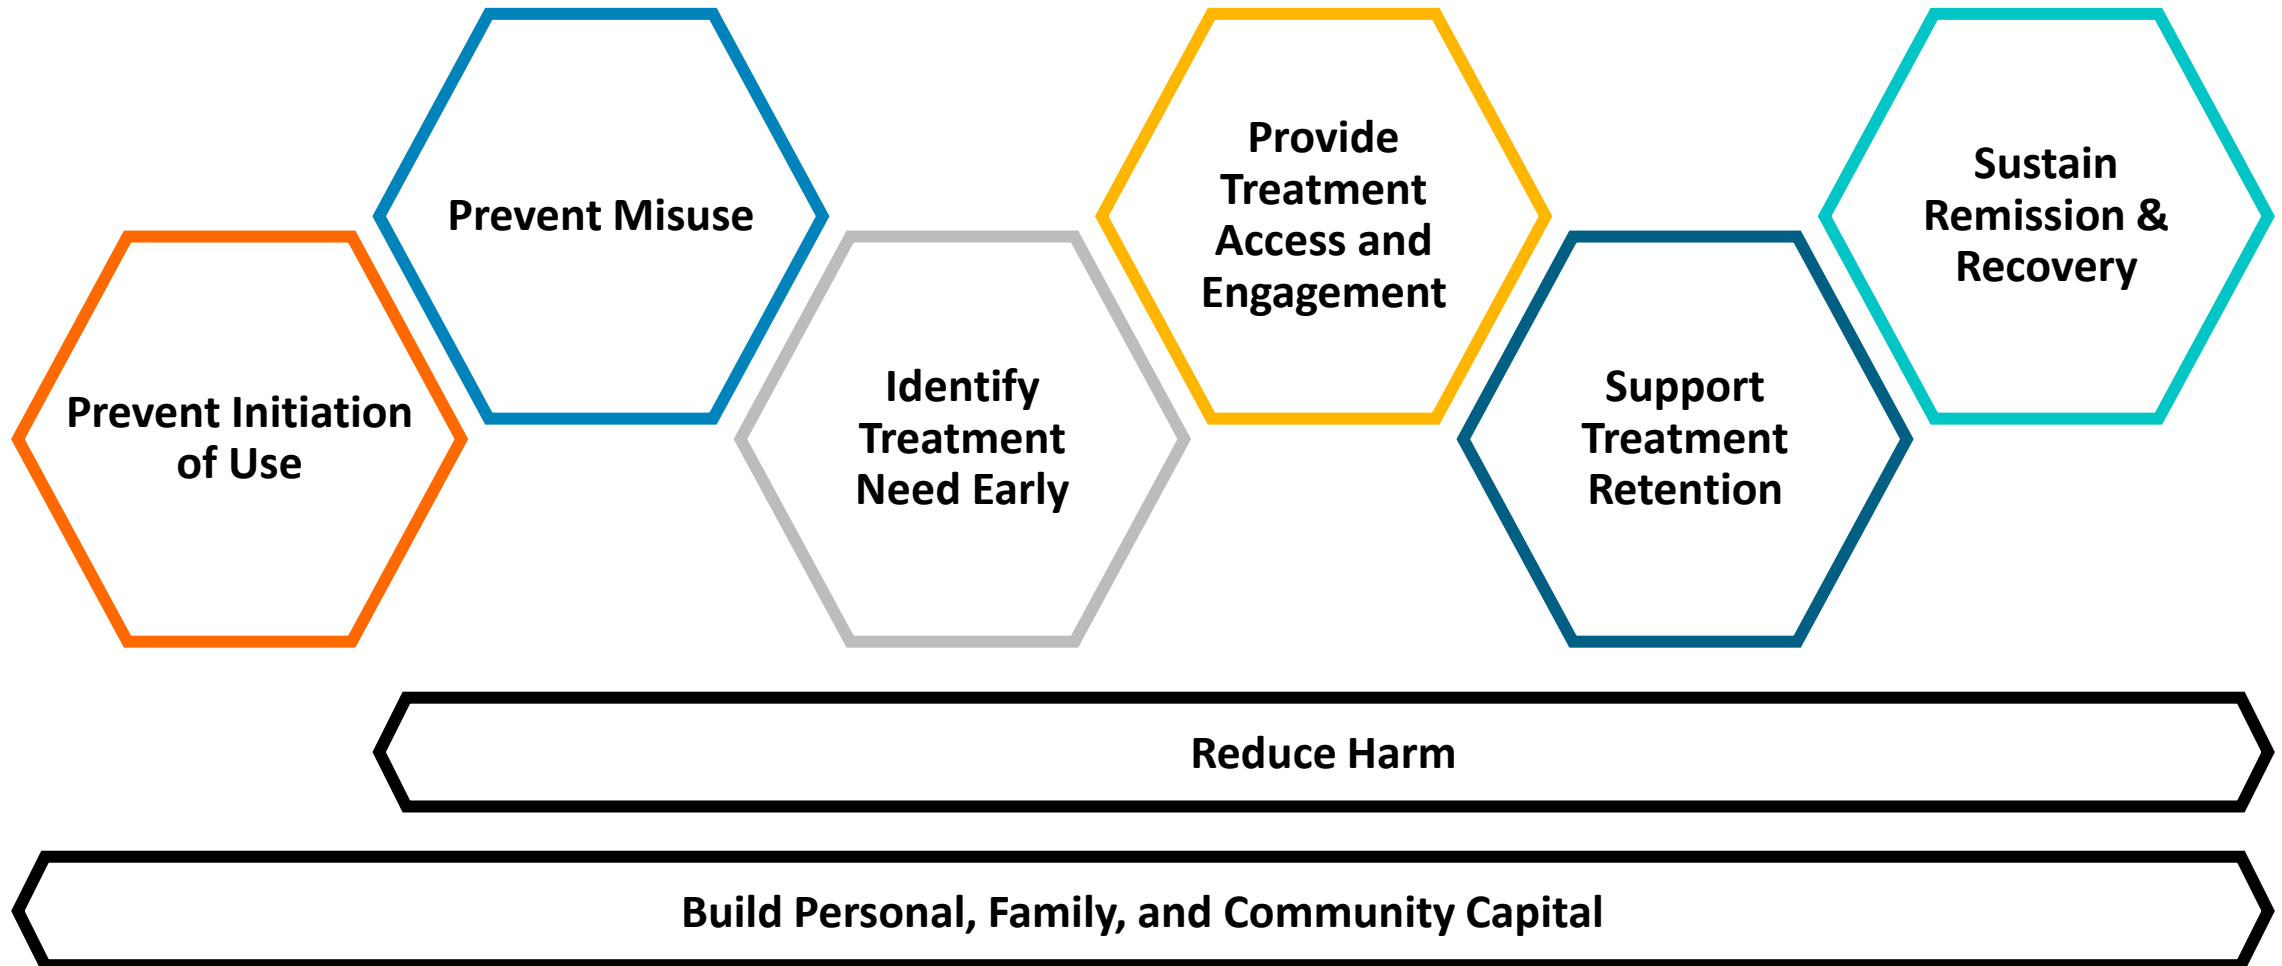 Prevent Initiation
of Use
Prevent Misuse
Identify
Treatment
Need Early
Provide
Treatment
Access and
Engagement
Support
Treatment
Retention
Sustain
Remission &
Recovery
Reduce Harm
Build Personal, Family, and Community Capital